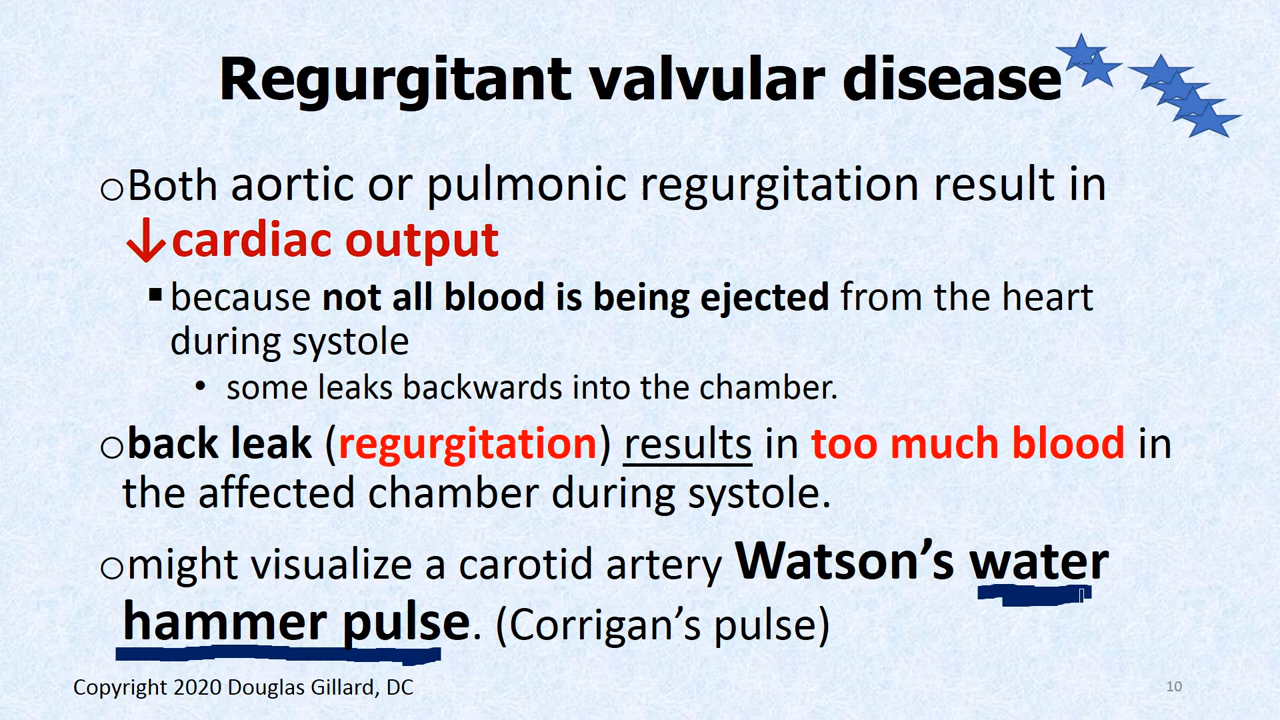 Regurgitant valvular disease
oBoth aortic or pulmonic regurgitation result in
↓cardiac output
▪ because not all blood is being ejected from the heart
during systole
• some leaks backwards into the chamber.
oback leak (regurgitation) results in too much blood in
the affected chamber during systole.
omight visualize a carotid artery Watson’s water
hammer pulse. (Corrigan’s pulse)
Copyright 2020 Douglas Gillard, DC
10